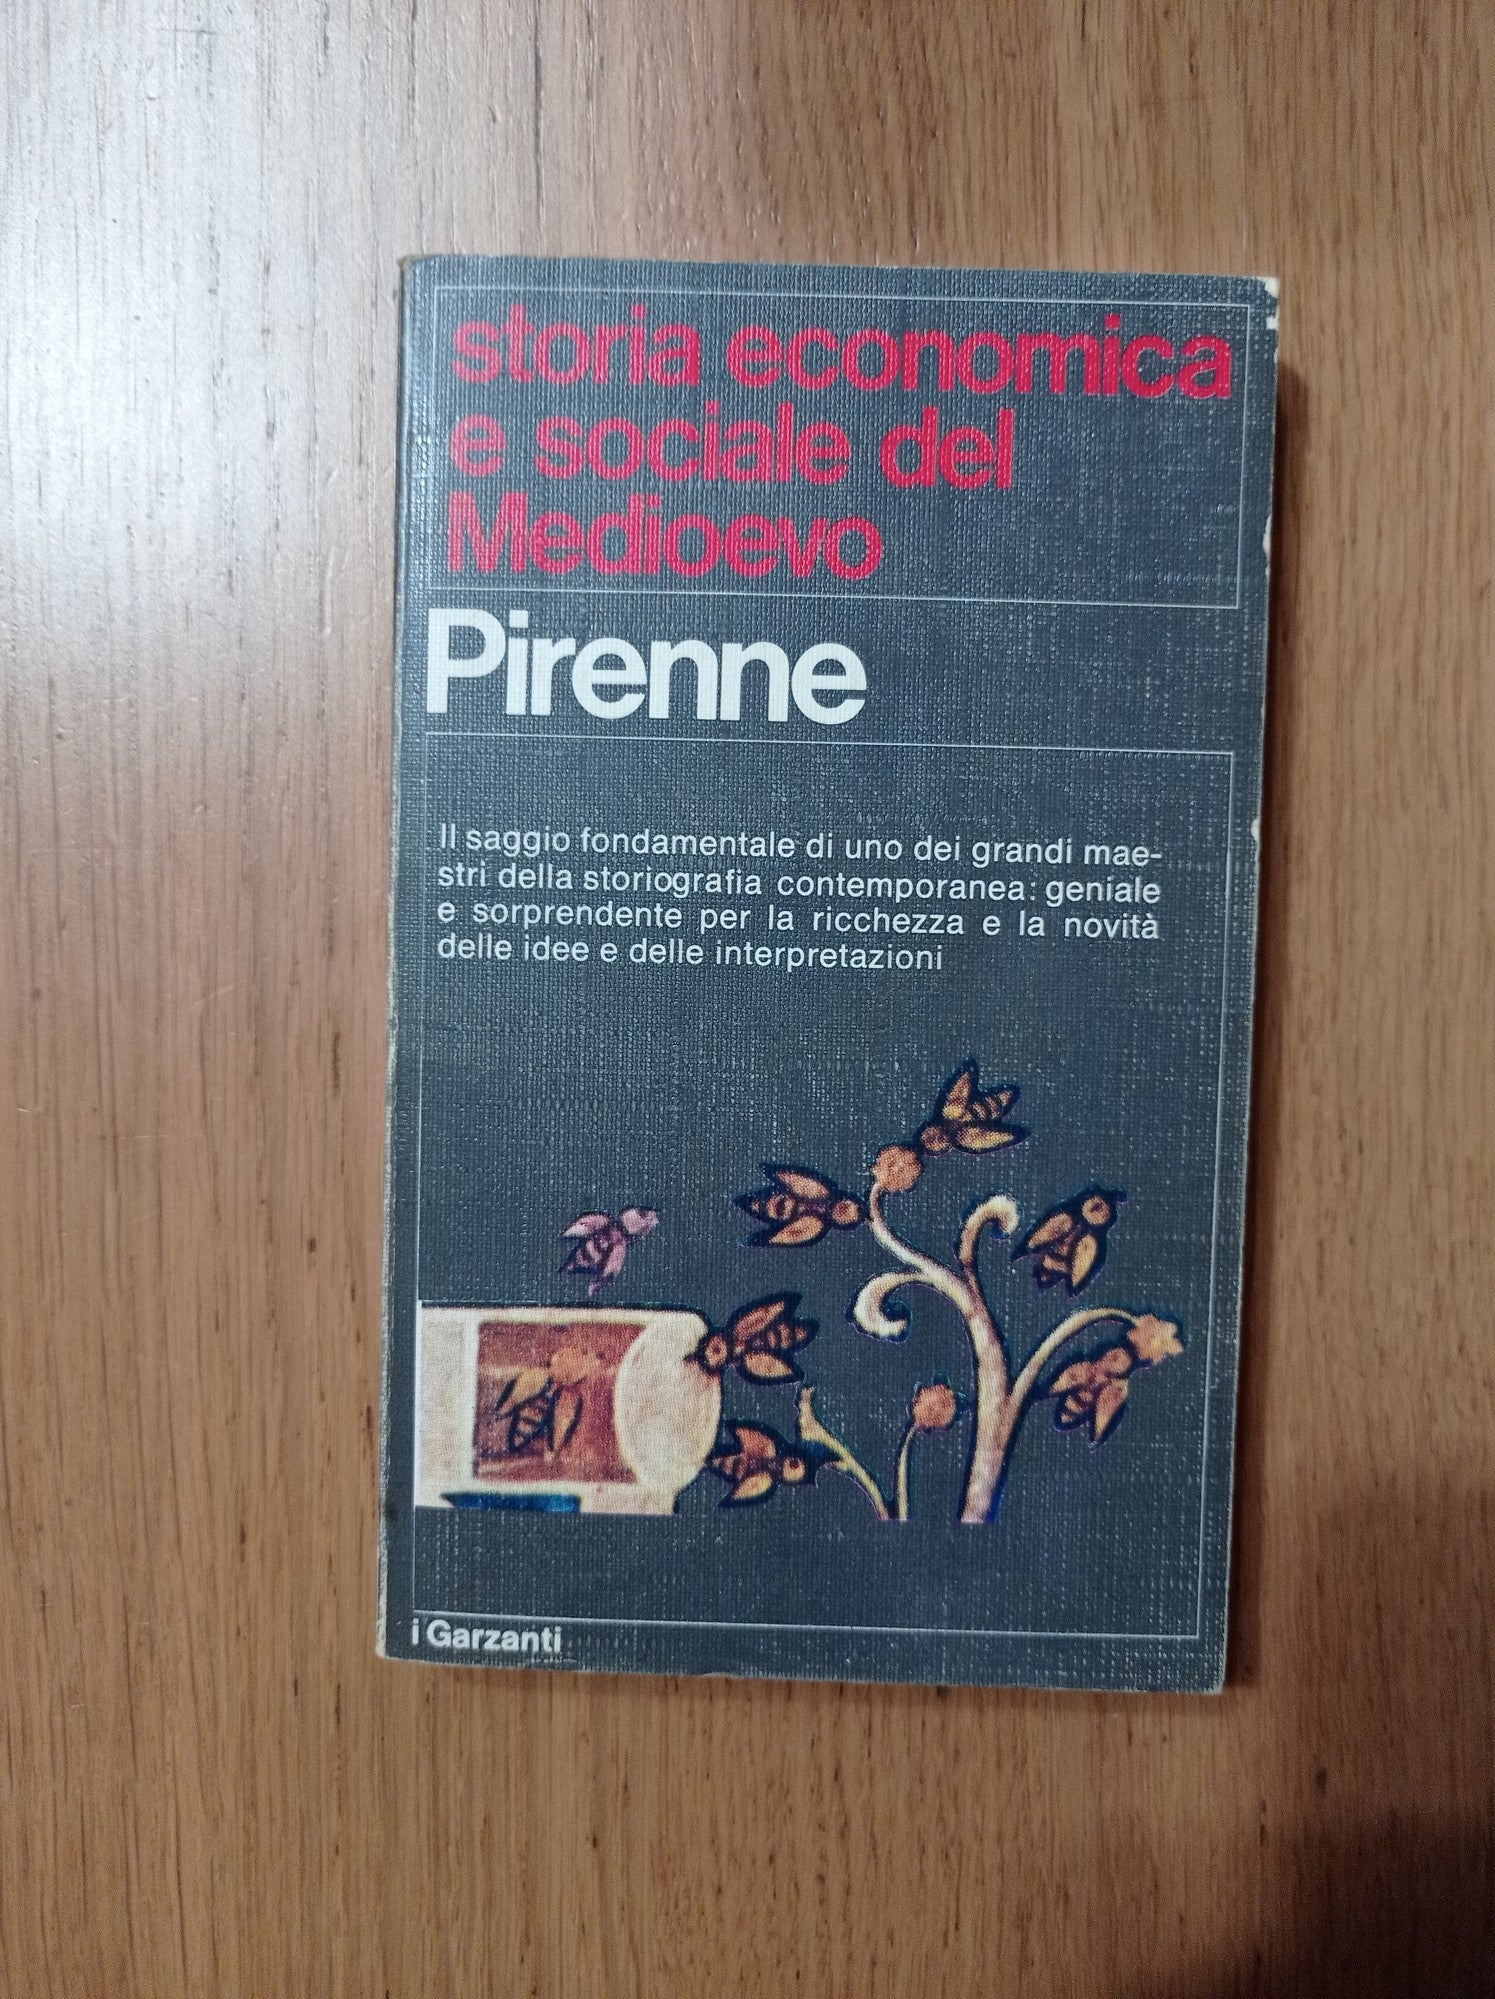 storia economica
e sociale del
Medioevo
Pirenne
Il saggio fondamentale di uno dei grandi mae-
stri della storiografia contemporanea: geniale
e sorprendente per la ricchezza e la novità
delle idee e delle interpretazioni
i Garzanti